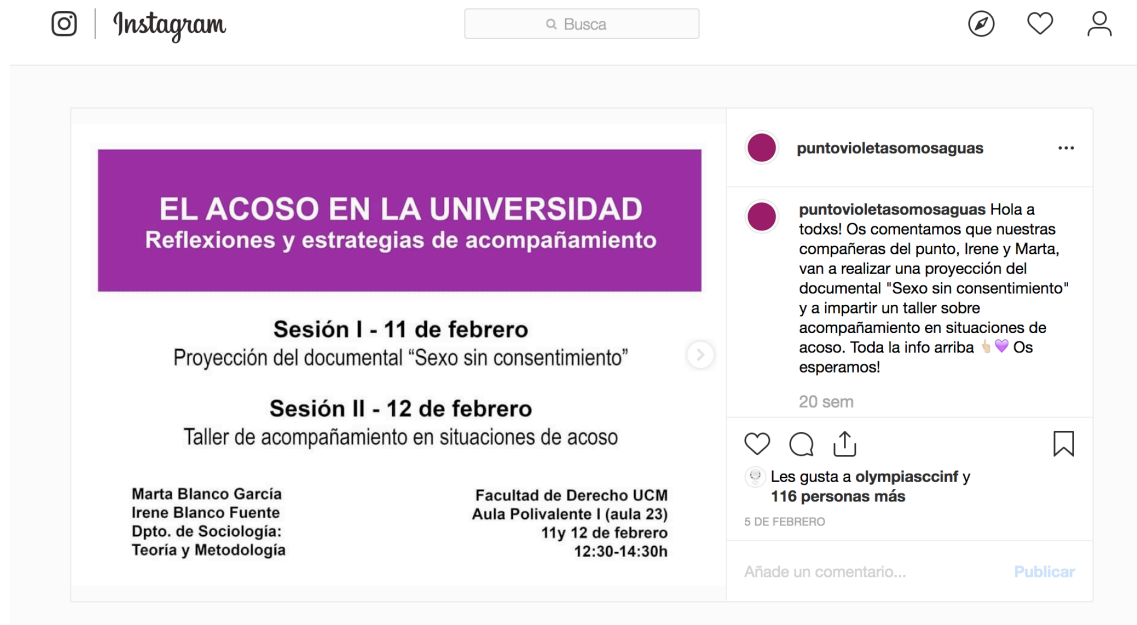 Instagram
Busca
EL ACOSO EN LA UNIVERSIDAD
Reflexiones y estrategias de acompañamiento
Sesión I - 11 de febrero
Proyección del documental “Sexo sin consentimiento”
Sesión II - 12 de febrero
Taller de acompañamiento en situaciones de acoso
Marta Blanco García
Irene Blanco Fuente
Dpto. de Sociología:
Teoría y Metodología
Facultad de Derecho UCM
Aula Polivalente I (aula 23)
11y 12 de febrero
12:30-14:30h
puntovioletasomosaguas
puntovioletasomosaguas Hola a
todxs! Os comentamos que nuestras
compañeras del punto, Irene y Marta,
van a realizar una proyección del
documental "Sexo sin consentimiento"
y a impartir un taller sobre
acompañamiento en situaciones de
acoso. Toda la info arriba 👆🏻💜 Os
esperamos!
20 sem
Les gusta a olympiasccinf y
116 personas más
5 DE FEBRERO
Añade un comentario...
Publicar